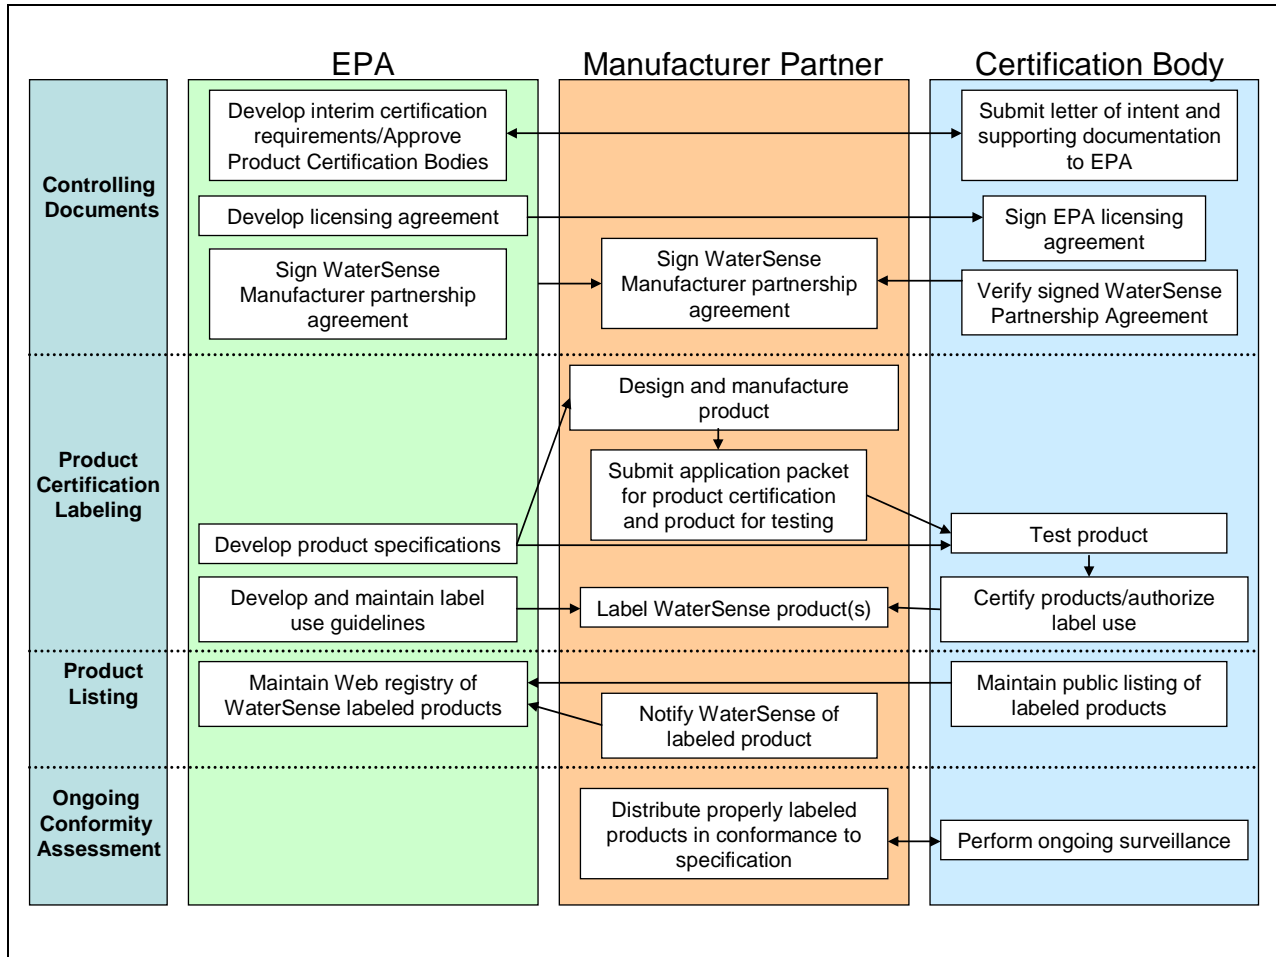 EPA
Manufacturer Partner
Certification Body
Controlling
Documents
Develop interim certification
requirements/Approve
Product Certification Bodies
Submit letter of intent and
supporting documentation
to EPA
Develop licensing agreement
Sign EPA licensing
agreement
Sign WaterSense
Manufacturer partnership
agreement
Sign WaterSense
Manufacturer partnership
agreement
Verify signed WaterSense
Partnership Agreement
Product
Certification
Labeling
Design and manufacture
product
Submit application packet
for product certification
and product for testing
Develop product specifications
Test product
Develop and maintain label
use guidelines
Label WaterSense product(s)
Certify products/authorize
label use
Product
Listing
Maintain Web registry of
WaterSense labeled products
Notify WaterSense of
labeled product
Maintain public listing of
labeled products
Ongoing
Conformity
Assessment
Distribute properly labeled
products in conformance to
specification
Perform ongoing surveillance